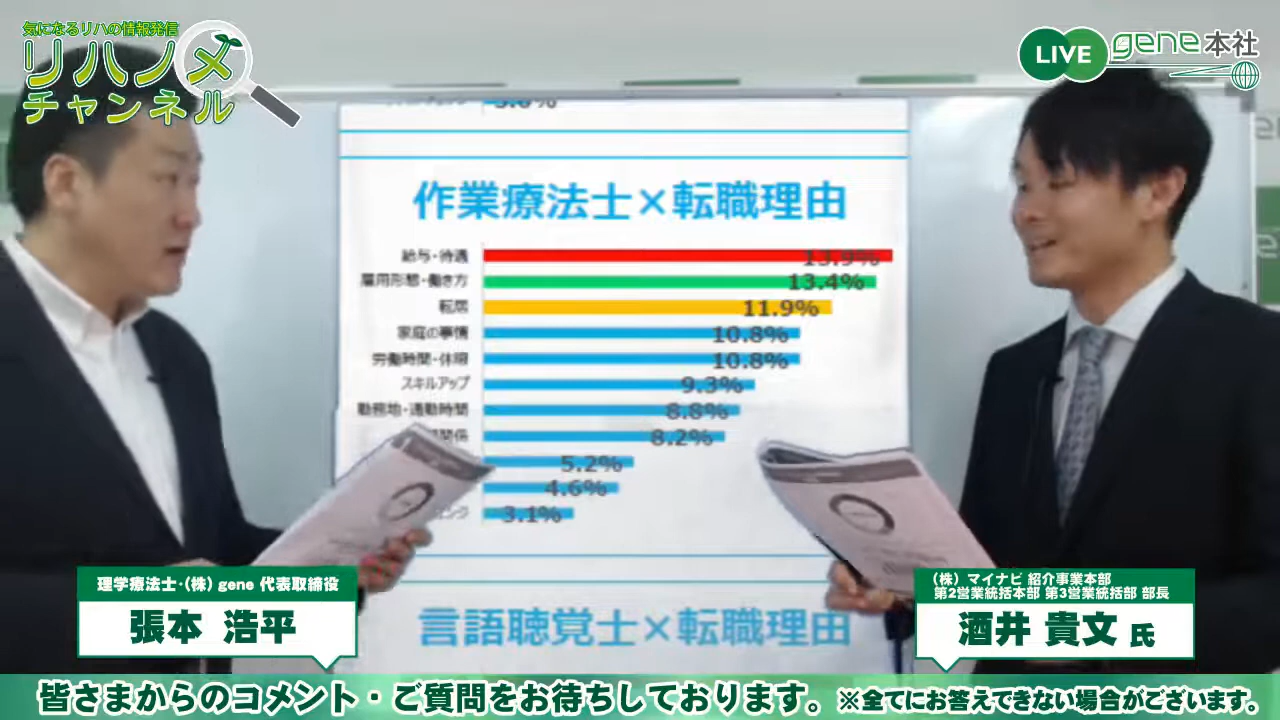 気になるリハの情報発信
リハノメ
チャンネル
LIVE
gene本社
作業療法士×転職理由
給与・待遇 13.9%
雇用形態・働き方 13.4%
転居 11.9%
家庭の事情 10.8%
労働時間・休暇 10.8%
スキルアップ 9.3%
勤務地・通勤時間 8.8%
関係 8.2%
5.2%
4.6%
3.1%
言語聴覚士×転職理由
理学療法士・(株) gene 代表取締役
張本 浩平
(株) マイナビ 紹介事業本部
第2営業統括本部 第3営業統括部 部長
酒井 貴文 氏
皆さまからのコメント・ご質問をお待ちしております。※全てにお答えできない場合がございます。